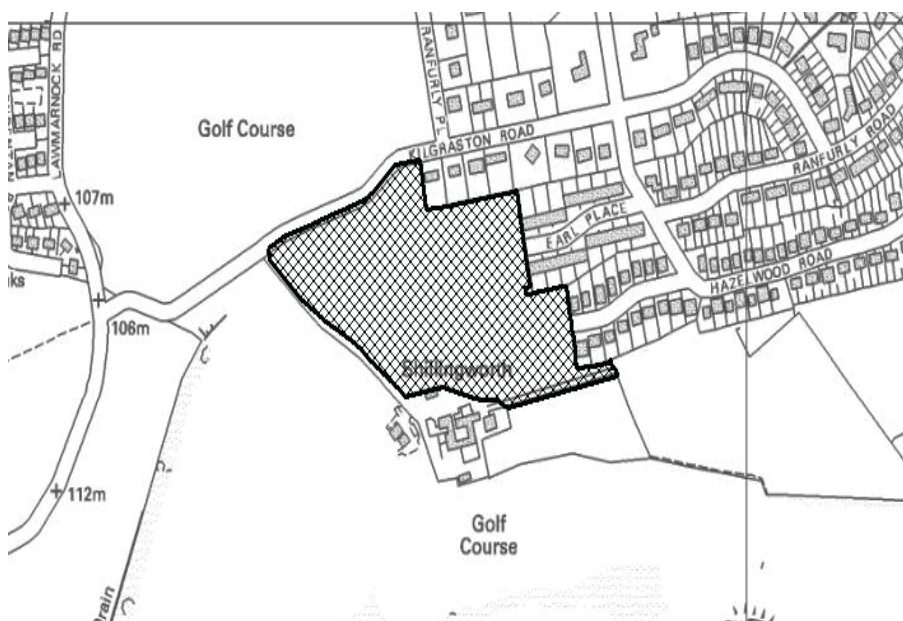 LAWMARNOCK RD
RANFURLY PL
Golf Course
KILGRASTON ROAD
RANFURLY ROAD
107m
EARL PLACE
HAZELWOOD ROAD
106m
Shillingworth
112m
Golf
Course
Drain